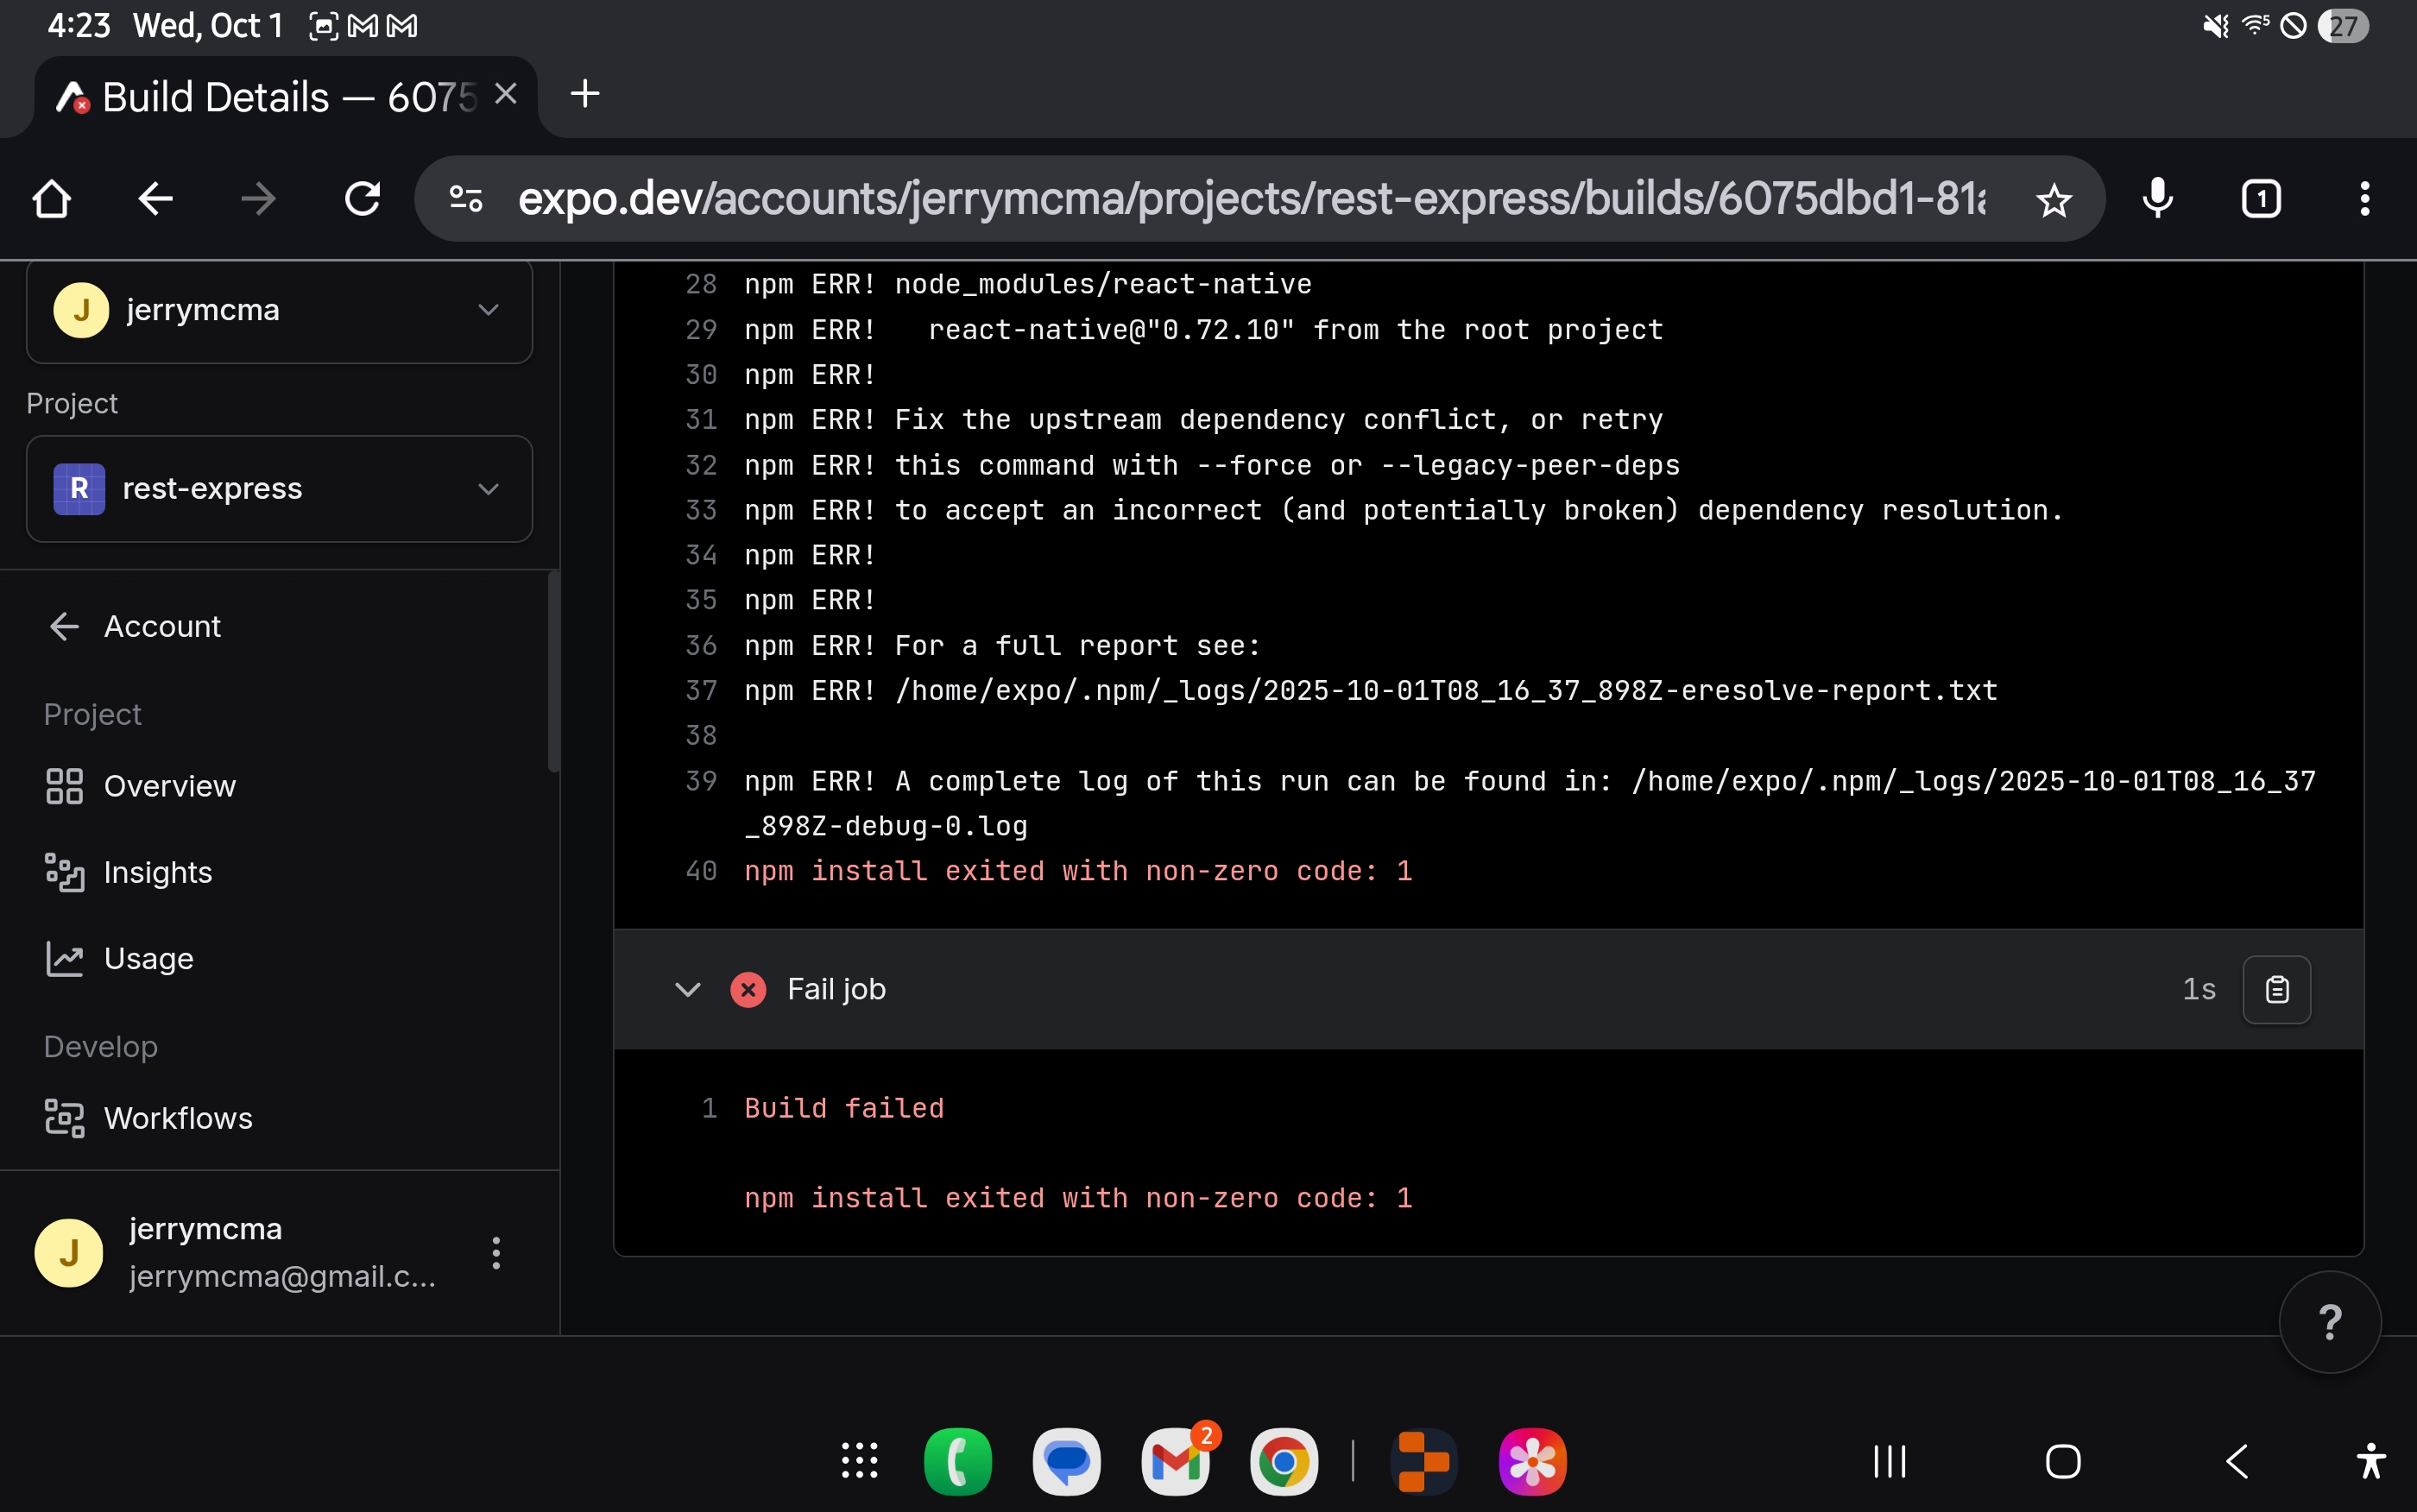 4:23 Wed, Oct 1
27
Build Details — 6075
expo.dev/accounts/jerrymcma/projects/rest-express/builds/6075dbd1-81
1
J jerrymcma
Project
R rest-express
Account
Project
Overview
Insights
Usage
Develop
Workflows
J jerrymcma
jerrymcma@gmail.c...
28 npm ERR! node_modules/react-native
29 npm ERR!   react-native@"0.72.10" from the root project
30 npm ERR!
31 npm ERR! Fix the upstream dependency conflict, or retry
32 npm ERR! this command with --force or --legacy-peer-deps
33 npm ERR! to accept an incorrect (and potentially broken) dependency resolution.
34 npm ERR!
35 npm ERR!
36 npm ERR! For a full report see:
37 npm ERR! /home/expo/.npm/_logs/2025-10-01T08_16_37_898Z-eresolve-report.txt
38
39 npm ERR! A complete log of this run can be found in: /home/expo/.npm/_logs/2025-10-01T08_16_37
_898Z-debug-0.log
40 npm install exited with non-zero code: 1
Fail job
1s
1 Build failed
npm install exited with non-zero code: 1
?
2